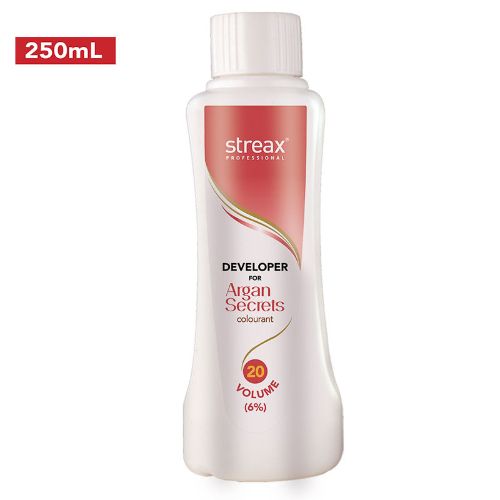 250mL
streax®
PROFESSIONAL
DEVELOPER
FOR
Argan
Secrets
colourant
20
VOLUME
(6%)